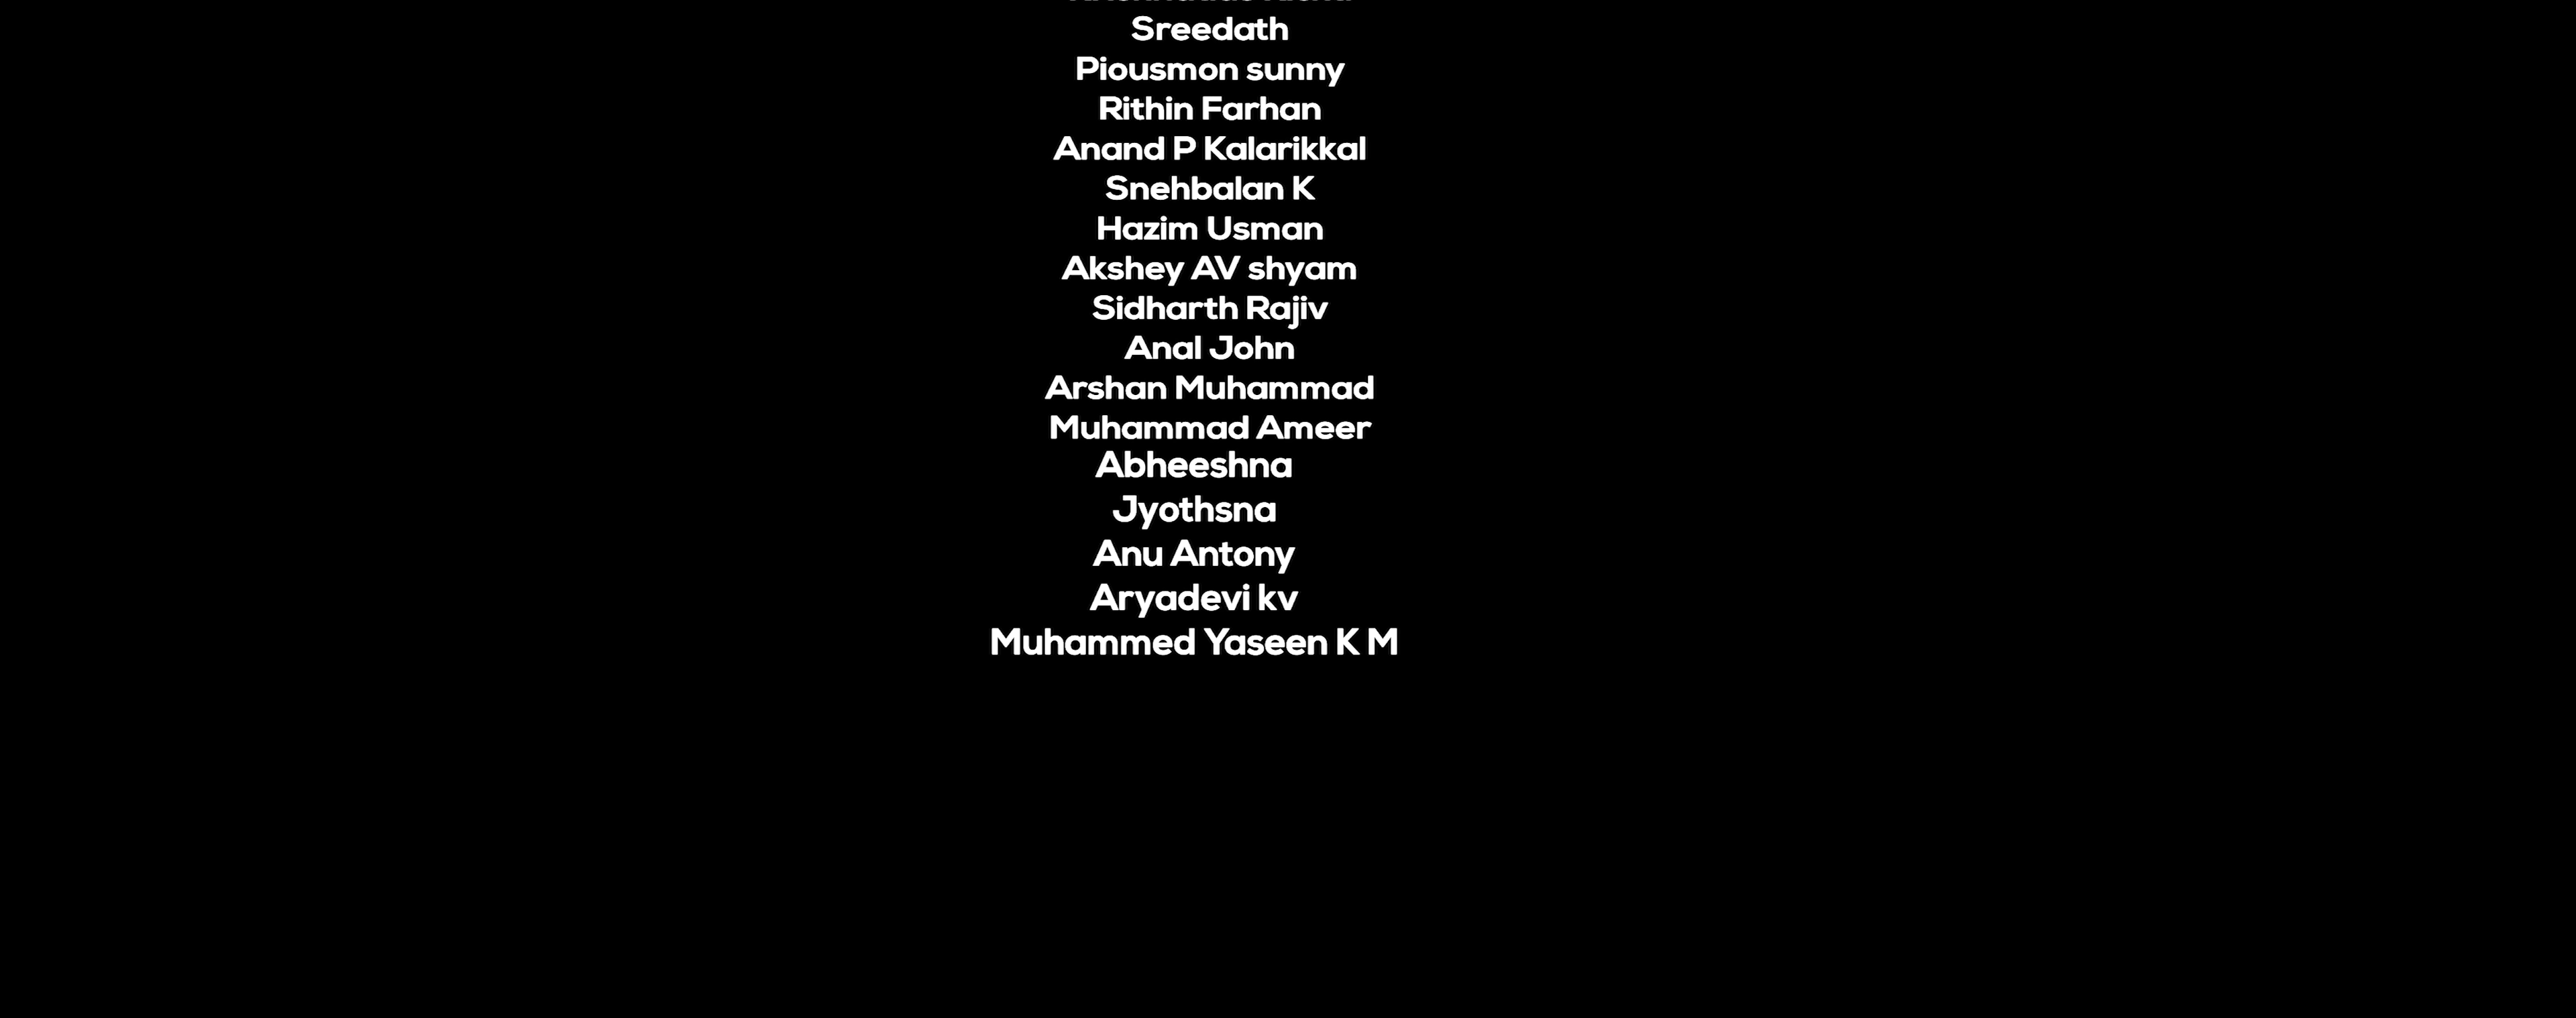 Sreedath
Piousmon sunny
Rithin Farhan
Anand P Kalarikkal
Snehbalan K
Hazim Usman
Akshey AV shyam
Sidharth Rajiv
Anal John
Arshan Muhammad
Muhammad Ameer
Abheeshna
Jyothsna
Anu Antony
Aryadevi kv
Muhammed Yaseen K M